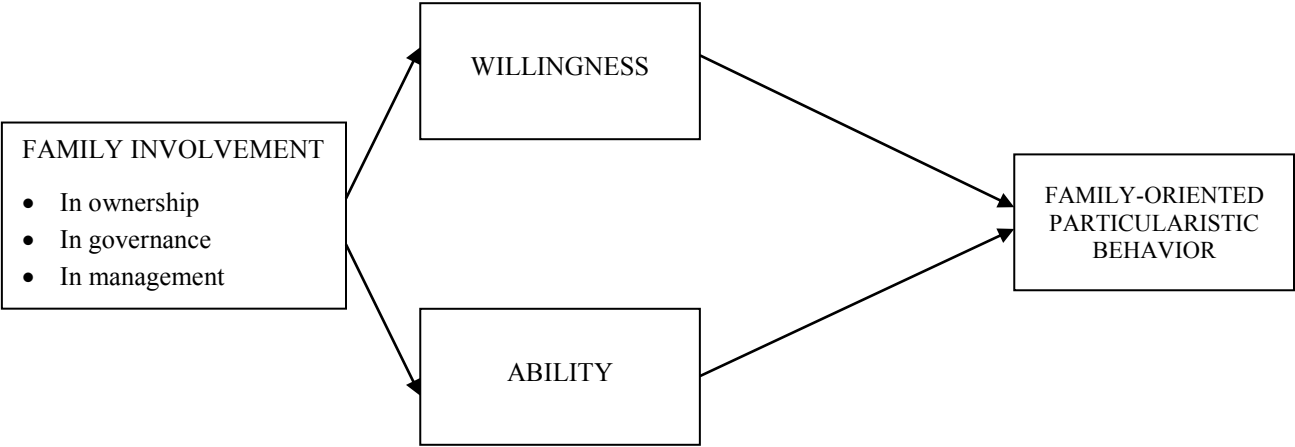 WILLINGNESS
FAMILY INVOLVEMENT
• In ownership
• In governance
• In management
FAMILY-ORIENTED
PARTICULARISTIC
BEHAVIOR
ABILITY